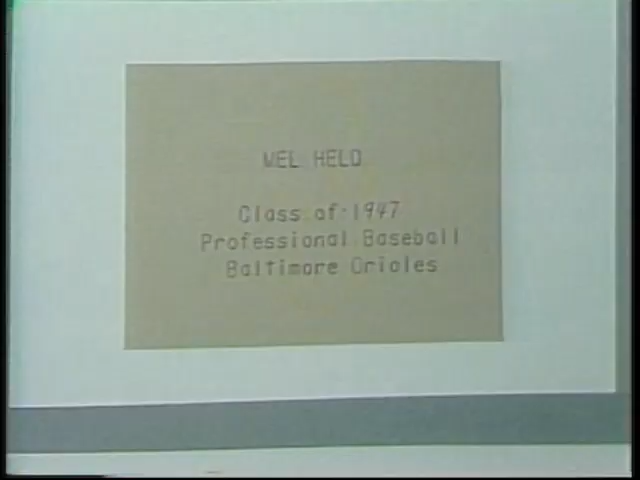 MEL HELD
Class of 1947
Professional Baseball
Baltimore Orioles